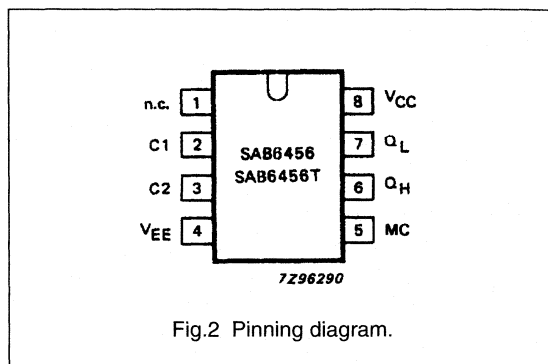 n.c. 1
C1 2
C2 3
VEE 4
SAB6456
SAB6456T
8 VCC
7 QL
6 QH
5 MC
7Z96290
Fig.2 Pinning diagram.